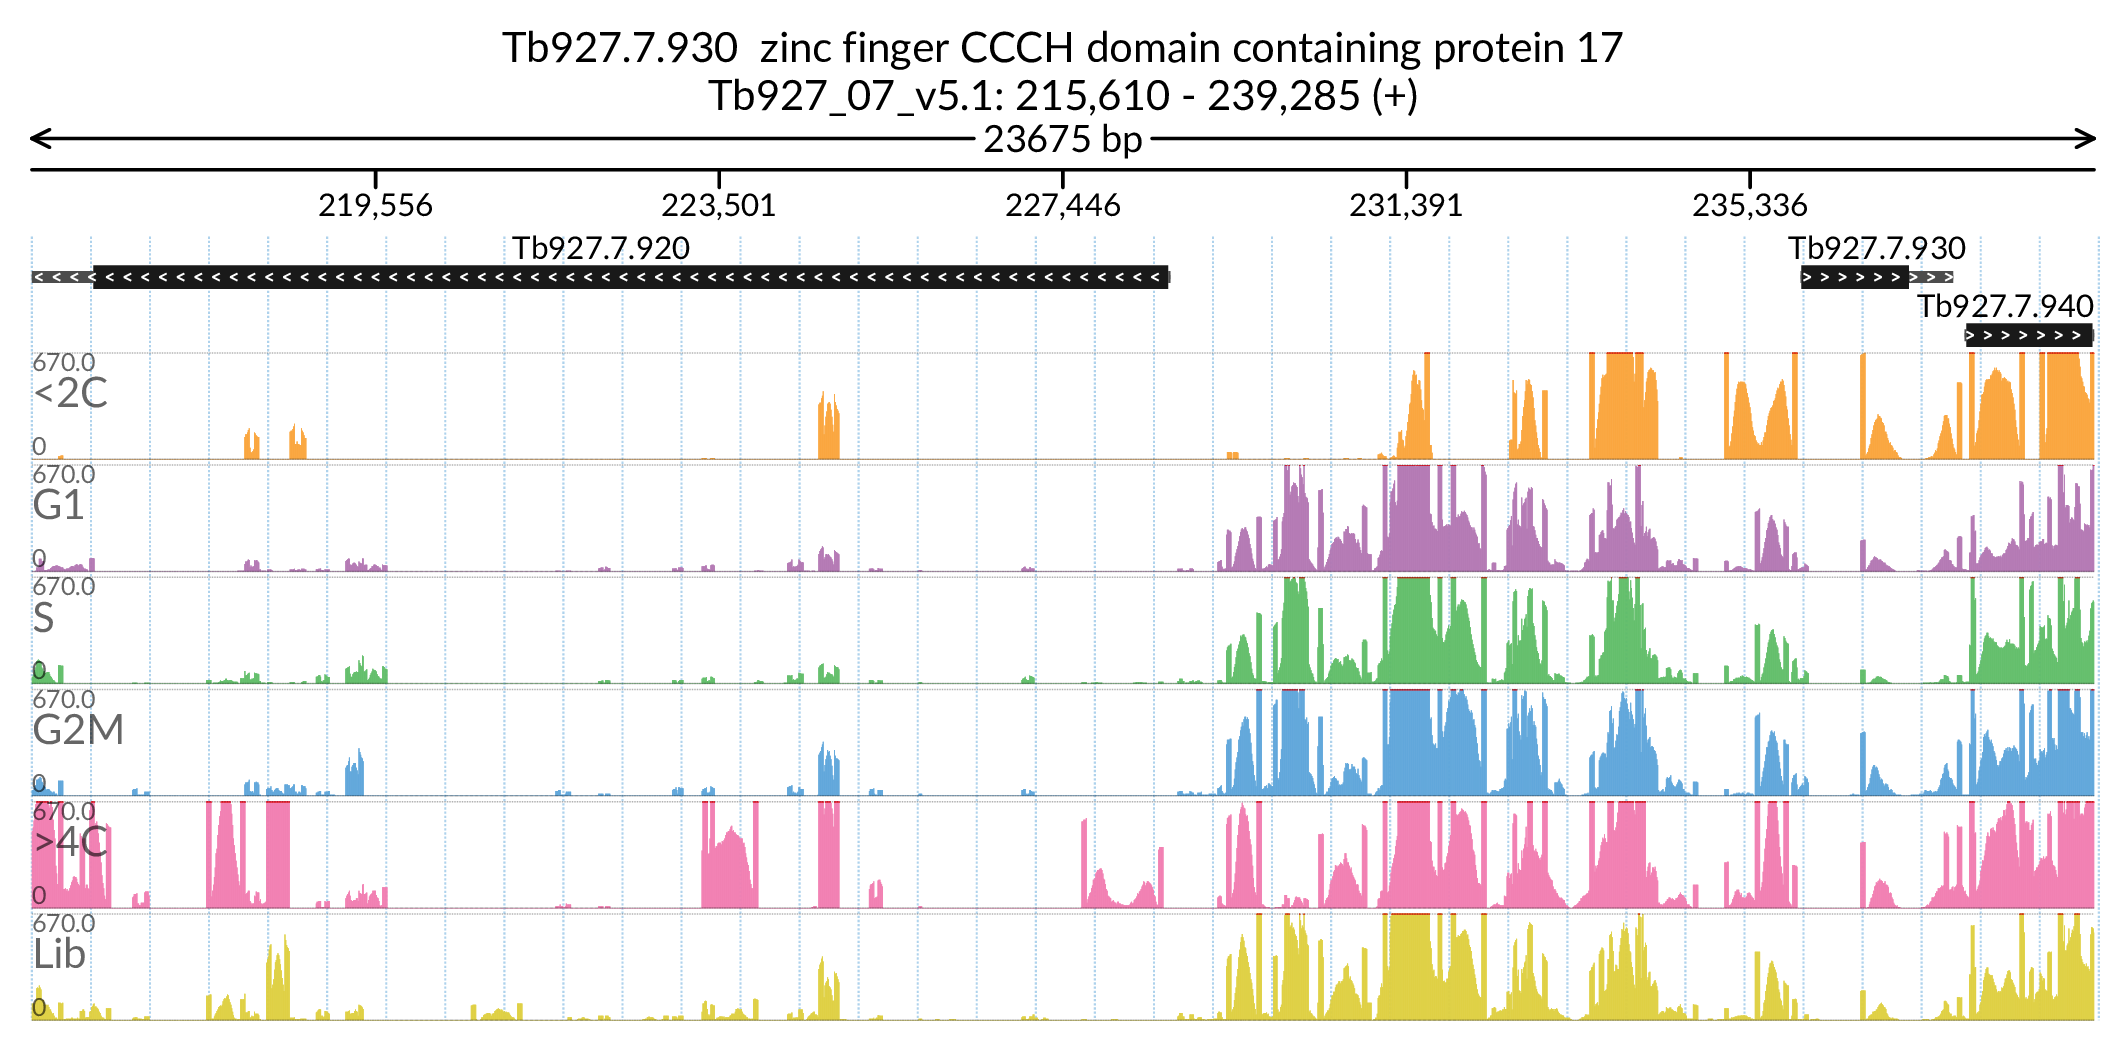 Tb927.7.930  zinc finger CCCH domain containing protein 17
Tb927_07_v5.1: 215,610 - 239,285 (+)
23675 bp
219,556 223,501 227,446 231,391 235,336
Tb927.7.920 Tb927.7.930
Tb927.7.940
670.0
<2C
0
670.0
G1
0
670.0
S
0
670.0
G2M
0
670.0
>4C
0
670.0
Lib
0